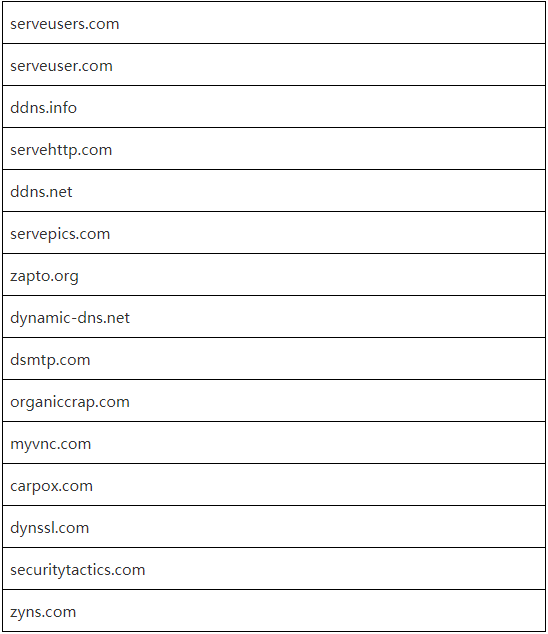 serveusers.com
serveuser.com
ddns.info
servehttp.com
ddns.net
servepics.com
zapto.org
dynamic-dns.net
dsmtp.com
organiccrap.com
myvnc.com
carpox.com
dynssl.com
securitytactics.com
zyns.com